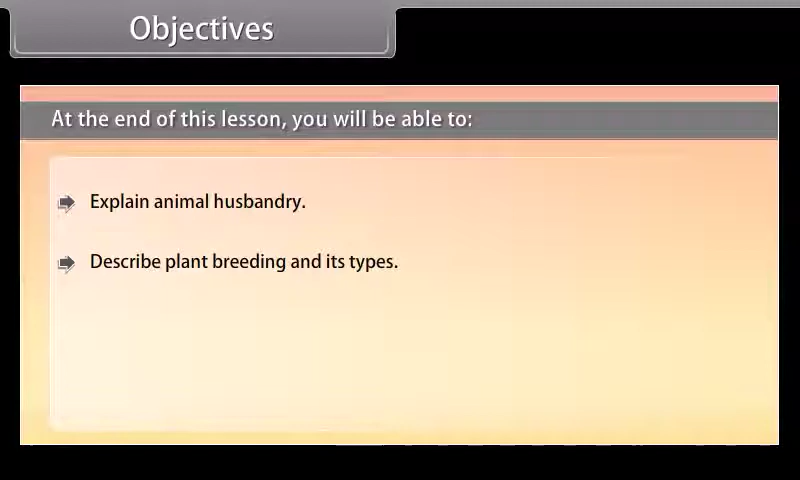 Objectives
At the end of this lesson, you will be able to:
Explain animal husbandry.
Describe plant breeding and its types.